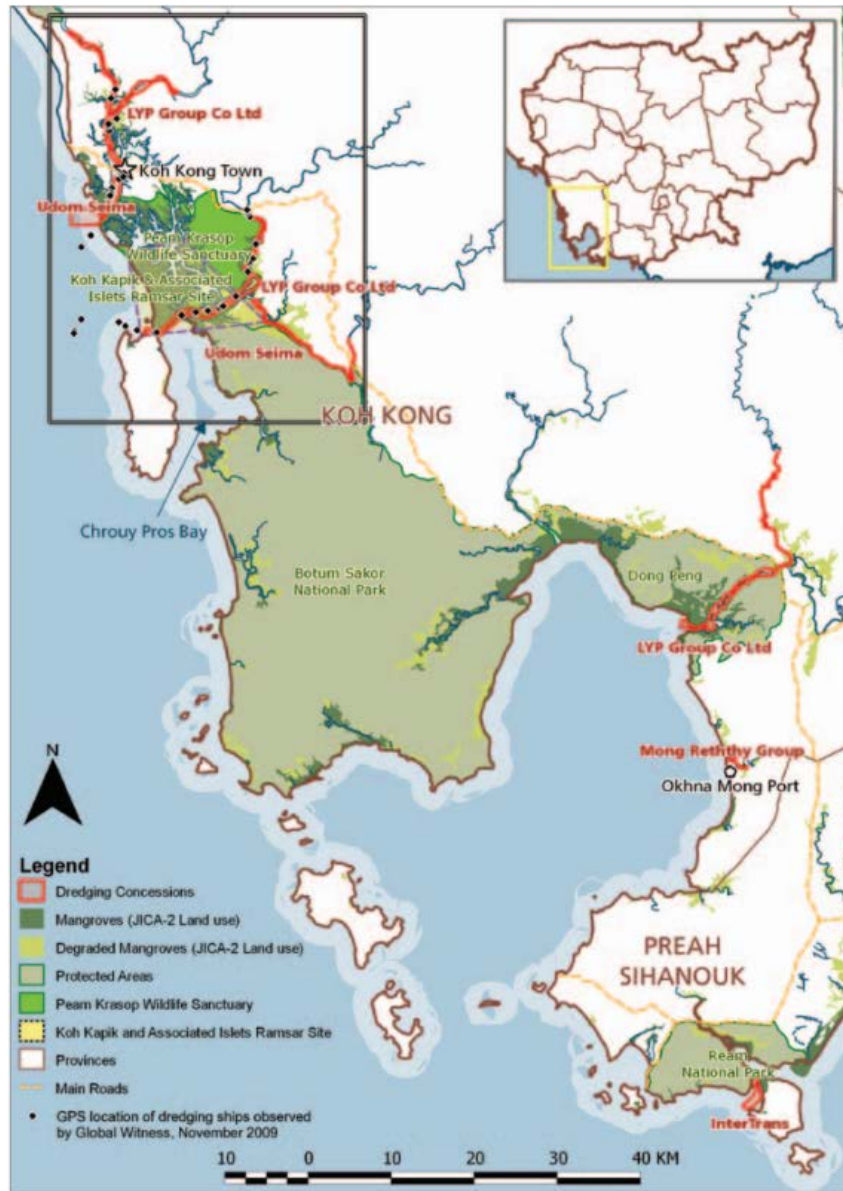 LYP Group Co Ltd
Koh Kong Town
Udom Seima
Peam Krasop
Wildlife Sanctuary
Koh Kapik & Associated
Islets Ramsar Site
LYP Group Co Ltd
Udom Seima
KOH KONG
Chrouy Pros Bay
Botum Sakor
National Park
Dong Peng
LYP Group Co Ltd
Mong Reththy Group
Okhna Mong Port
N
PREAH
SIHANOUK
Ream
National Park
InterTrans
Legend
Dredging Concessions
Mangroves (JICA-2 Land use)
Degraded Mangroves (JICA-2 Land use)
Protected Areas
Peam Krasop Wildlife Sanctuary
Koh Kapik and Associated Islets Ramsar Site
Provinces
Main Roads
GPS location of dredging ships observed
by Global Witness, November 2009
10 0 10 20 30 40 KM